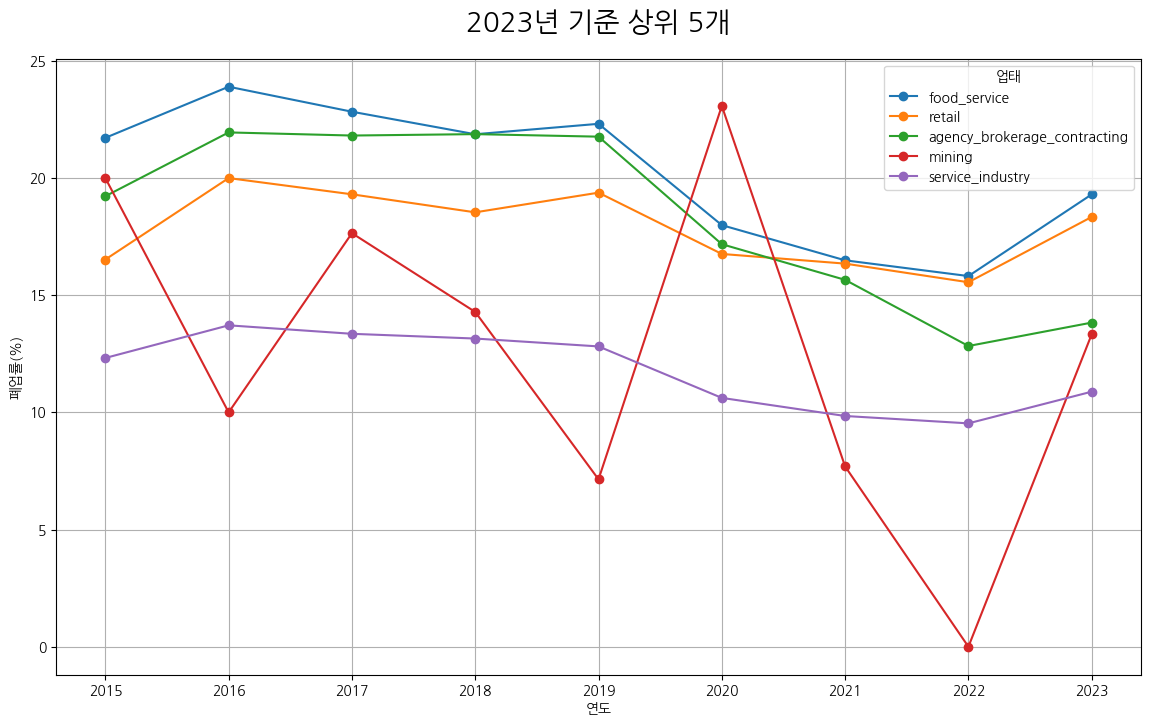 2023년 기준 상위 5개
업태
food_service
retail
agency_brokerage_contracting
mining
service_industry
폐업률(%)
25
20
15
10
5
0
2015 2016 2017 2018 2019 2020 2021 2022 2023
연도